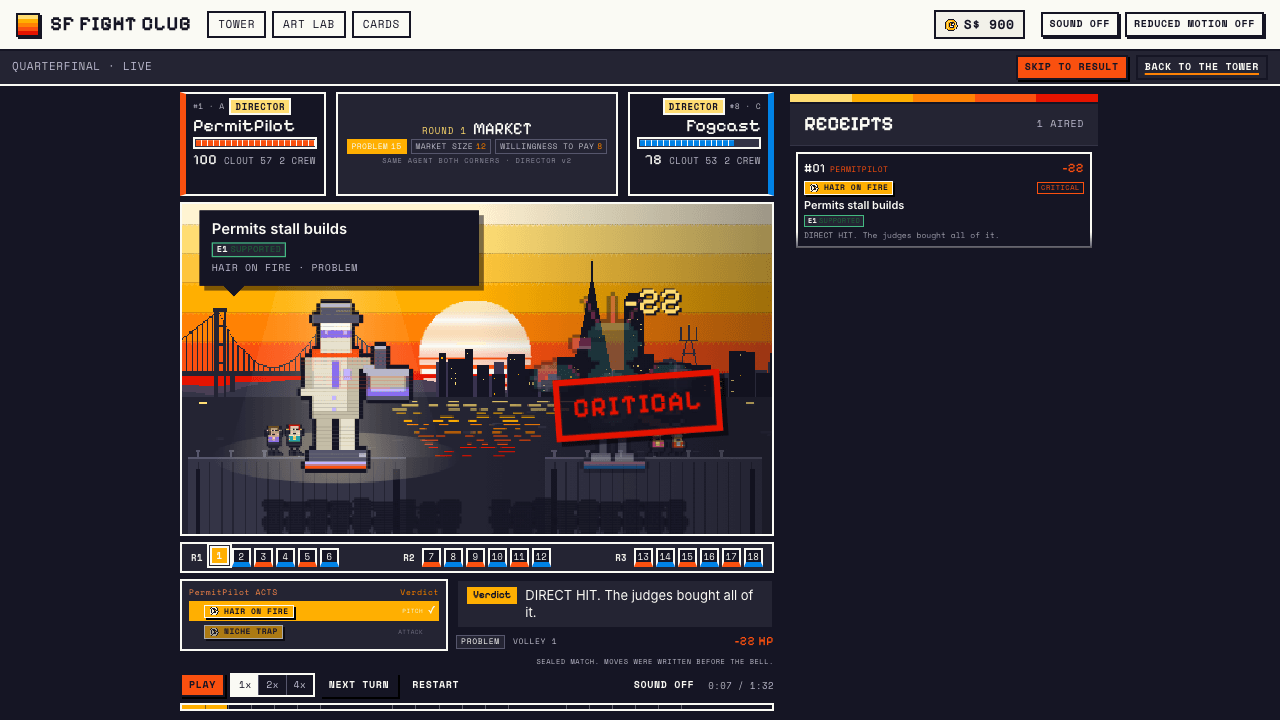 SF FIGHT CLUB
TOWER
ART LAB
CARDS
S$ 900
SOUND OFF
REDUCED MOTION OFF
QUARTERFINAL · LIVE
SKIP TO RESULT
BACK TO THE TOWER
#1 · A DIRECTOR
PermitPilot
100 CLOUT 57 2 CREW
ROUND 1 MARKET
PROBLEM 15 MARKET SIZE 12 WILLINGNESS TO PAY 8
SAME AGENT BOTH CORNERS · DIRECTOR v2
DIRECTOR #8 · C
Fogcast
78 CLOUT 53 2 CREW
RECEIPTS
1 AIRED
#01 PERMITPILOT -22
HAIR ON FIRE CRITICAL
Permits stall builds
E1 SUPPORTED
DIRECT HIT. The judges bought all of it.
Permits stall builds
E1 SUPPORTED
HAIR ON FIRE · PROBLEM
-22
CRITICAL
R1 1 2 3 4 5 6 R2 7 8 9 10 11 12 R3 13 14 15 16 17 18
PermitPilot ACTS Verdict
HAIR ON FIRE PITCH ✓
NICHE TRAP ATTACK
Verdict DIRECT HIT. The judges bought all of
it.
PROBLEM VOLLEY 1 -22 HP
SEALED MATCH. MOVES WERE WRITTEN BEFORE THE BELL.
PLAY 1x 2x 4x NEXT TURN RESTART SOUND OFF 0:07 / 1:32